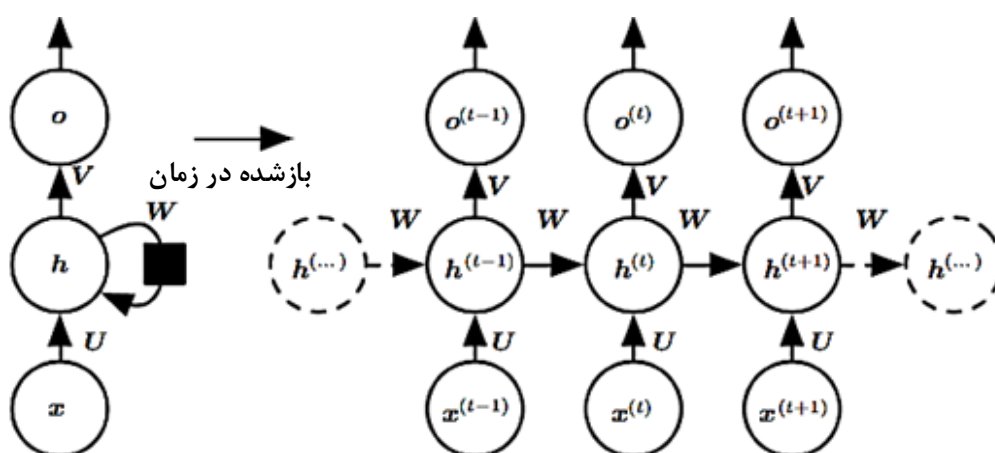 o o^(t−1) o^(t) o^(t+1)
V V V V
بازشده در زمان
W W W W W
h h^(...) h^(t−1) h^(t) h^(t+1) h^(...)
U U U U
x x^(t−1) x^(t) x^(t+1)